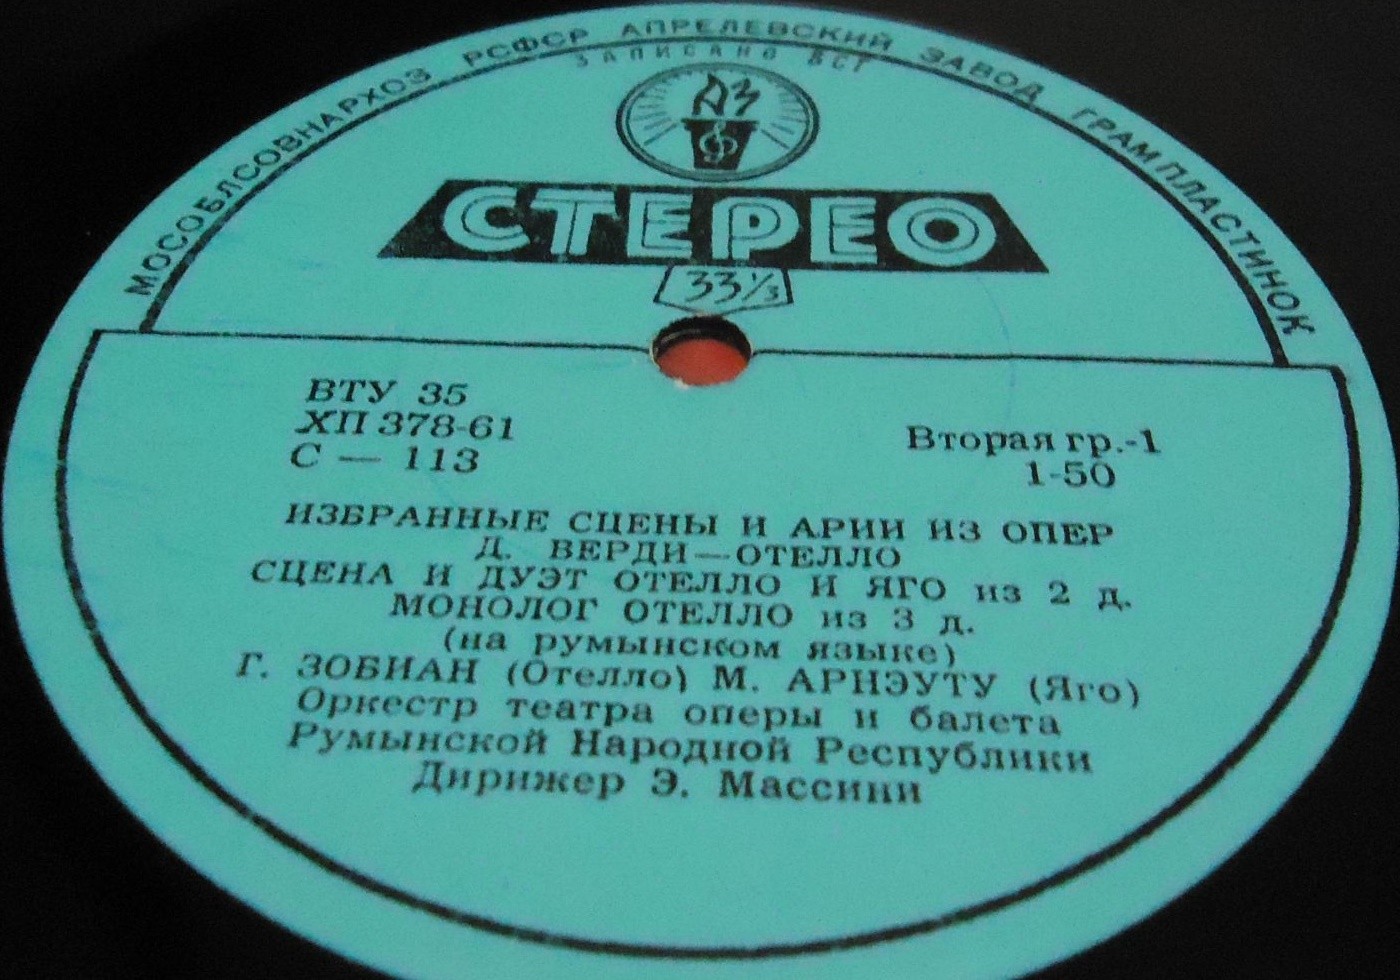 МОСОБЛСОВНАРХОЗ РСФСР АПРЕЛЕВСКИЙ ЗАВОД ГРАМПЛАСТИНОК
ЗАПИСАНО ВСГ
АЗ
СТЕРЕО
33⅓
ВТУ 35
ХП 378-61
С — 113
Вторая гр.-1
1-50
ИЗБРАННЫЕ СЦЕНЫ И АРИИ ИЗ ОПЕР
Д. ВЕРДИ—ОТЕЛЛО
СЦЕНА И ДУЭТ ОТЕЛЛО И ЯГО из 2 д.
МОНОЛОГ ОТЕЛЛО из 3 д.
(на румынском языке)
Г. ЗОБИАН (Отелло) М. АРНЭУТУ (Яго)
Оркестр театра оперы и балета
Румынской Народной Республики
Дирижер Э. Массини